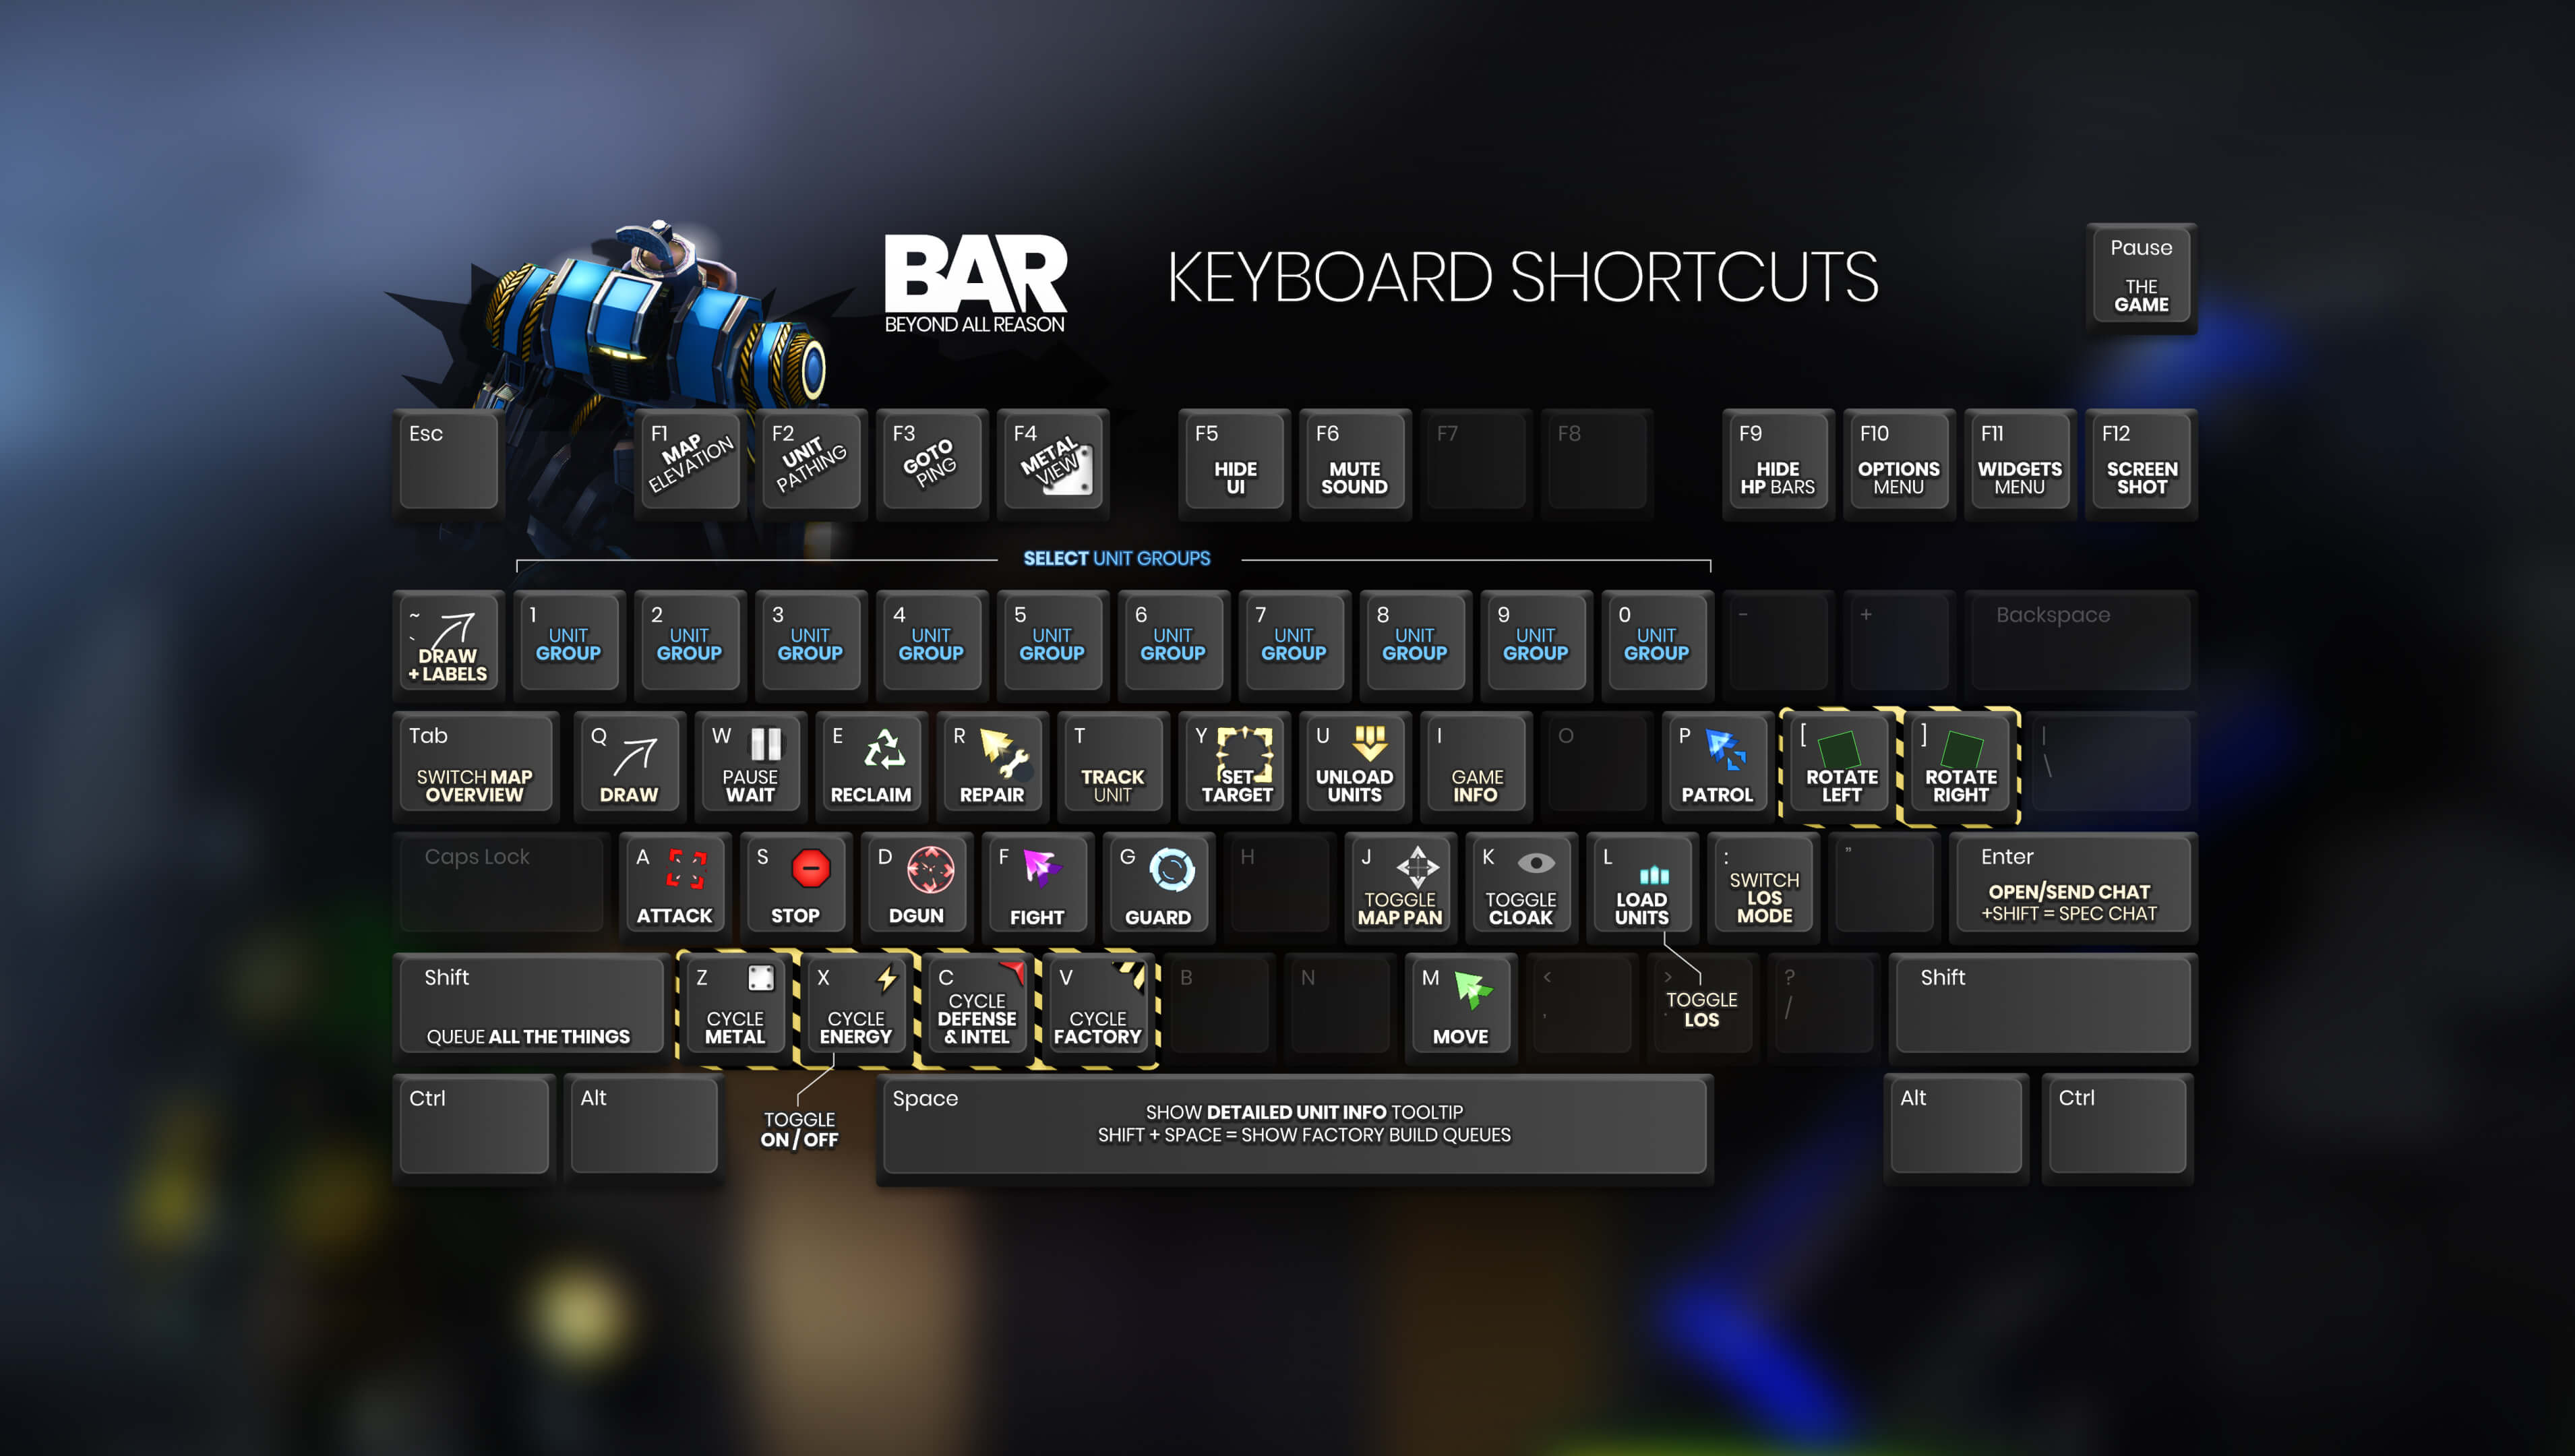 BAR
BEYOND ALL REASON
KEYBOARD SHORTCUTS
Pause
THE
GAME
Esc
F1
MAP
ELEVATION
F2
UNIT
PATHING
F3
GOTO
PING
F4
METAL
VIEW
F5
HIDE
UI
F6
MUTE
SOUND
F7
F8
F9
HIDE
HP BARS
F10
OPTIONS
MENU
F11
WIDGETS
MENU
F12
SCREEN
SHOT
SELECT UNIT GROUPS
~
`
DRAW
+ LABELS
1
UNIT
GROUP
2
UNIT
GROUP
3
UNIT
GROUP
4
UNIT
GROUP
5
UNIT
GROUP
6
UNIT
GROUP
7
UNIT
GROUP
8
UNIT
GROUP
9
UNIT
GROUP
0
UNIT
GROUP
-
+
Backspace
Tab
SWITCH MAP
OVERVIEW
Q
DRAW
W
PAUSE
WAIT
E
RECLAIM
R
REPAIR
T
TRACK
UNIT
Y
SET
TARGET
U
UNLOAD
UNITS
I
GAME
INFO
O
P
PATROL
[
ROTATE
LEFT
]
ROTATE
RIGHT
|
\
Caps Lock
A
ATTACK
S
STOP
D
DGUN
F
FIGHT
G
GUARD
H
J
TOGGLE
MAP PAN
K
TOGGLE
CLOAK
L
LOAD
UNITS
:
SWITCH
LOS
MODE
"
Enter
OPEN/SEND CHAT
+SHIFT = SPEC CHAT
Shift
QUEUE ALL THE THINGS
Z
CYCLE
METAL
X
CYCLE
ENERGY
C
CYCLE
DEFENSE
& INTEL
V
CYCLE
FACTORY
B
N
M
MOVE
<
,
>
.
TOGGLE
LOS
?
/
Shift
Ctrl
Alt
TOGGLE
ON / OFF
Space
SHOW DETAILED UNIT INFO TOOLTIP
SHIFT + SPACE = SHOW FACTORY BUILD QUEUES
Alt
Ctrl